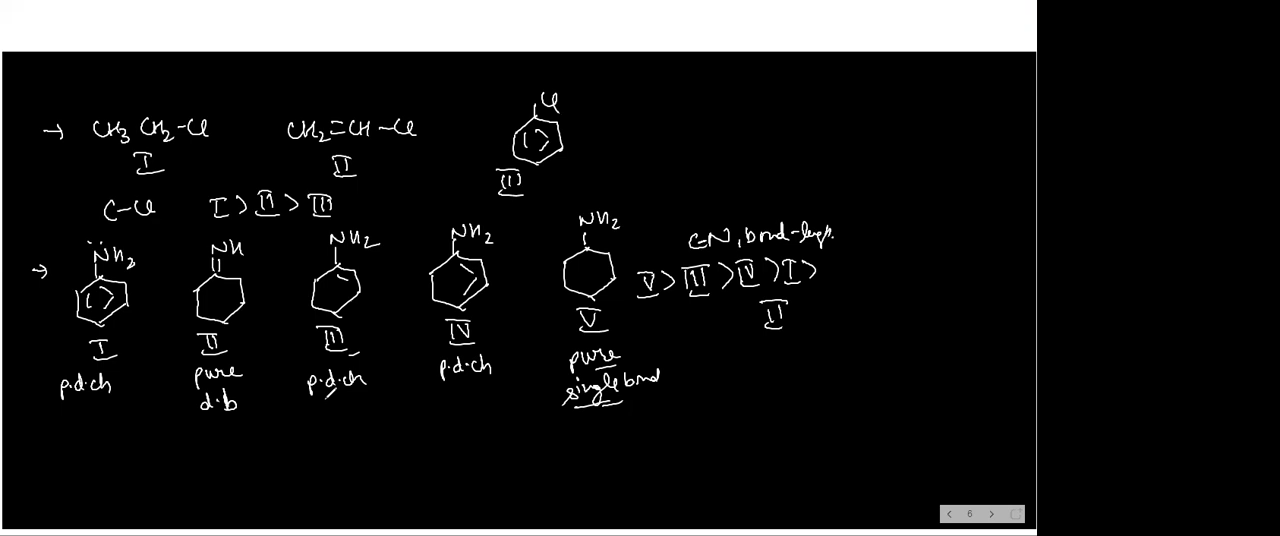 → CH3 CH2-Cl CH2=CH-Cl Cl
I II III
C-Cl I > II > III
→ NH2 NH NH2 NH2 NH2 C-N, bond-length
V > III > IV > I >
II
I II III IV V
p.d.ch pure p.d.ch p.d.ch pure
d.b single bond
6